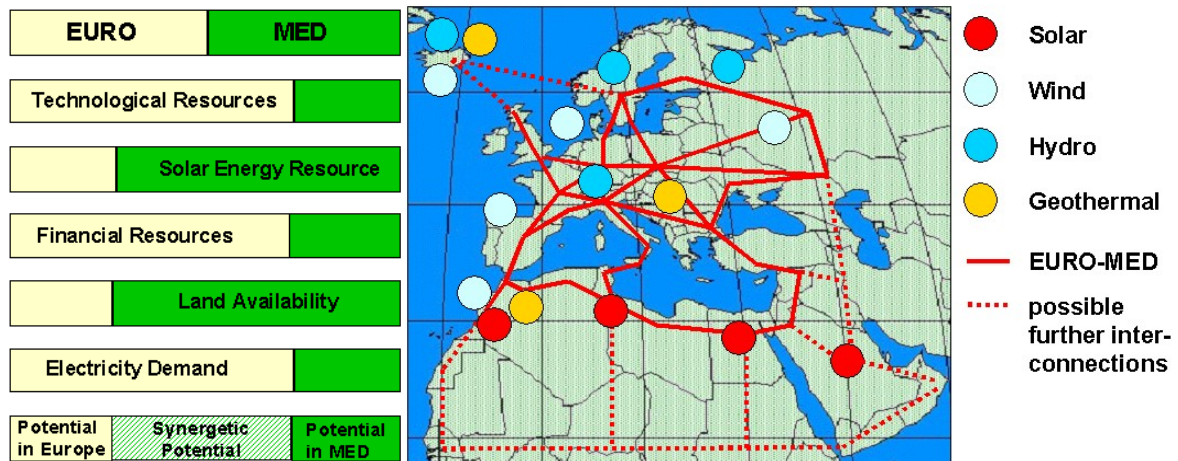 EURO MED
Technological Resources
Solar Energy Resource
Financial Resources
Land Availability
Electricity Demand
Potential
in Europe
Synergetic
Potential
Potential
in MED
Solar
Wind
Hydro
Geothermal
EURO-MED
possible
further inter-
connections